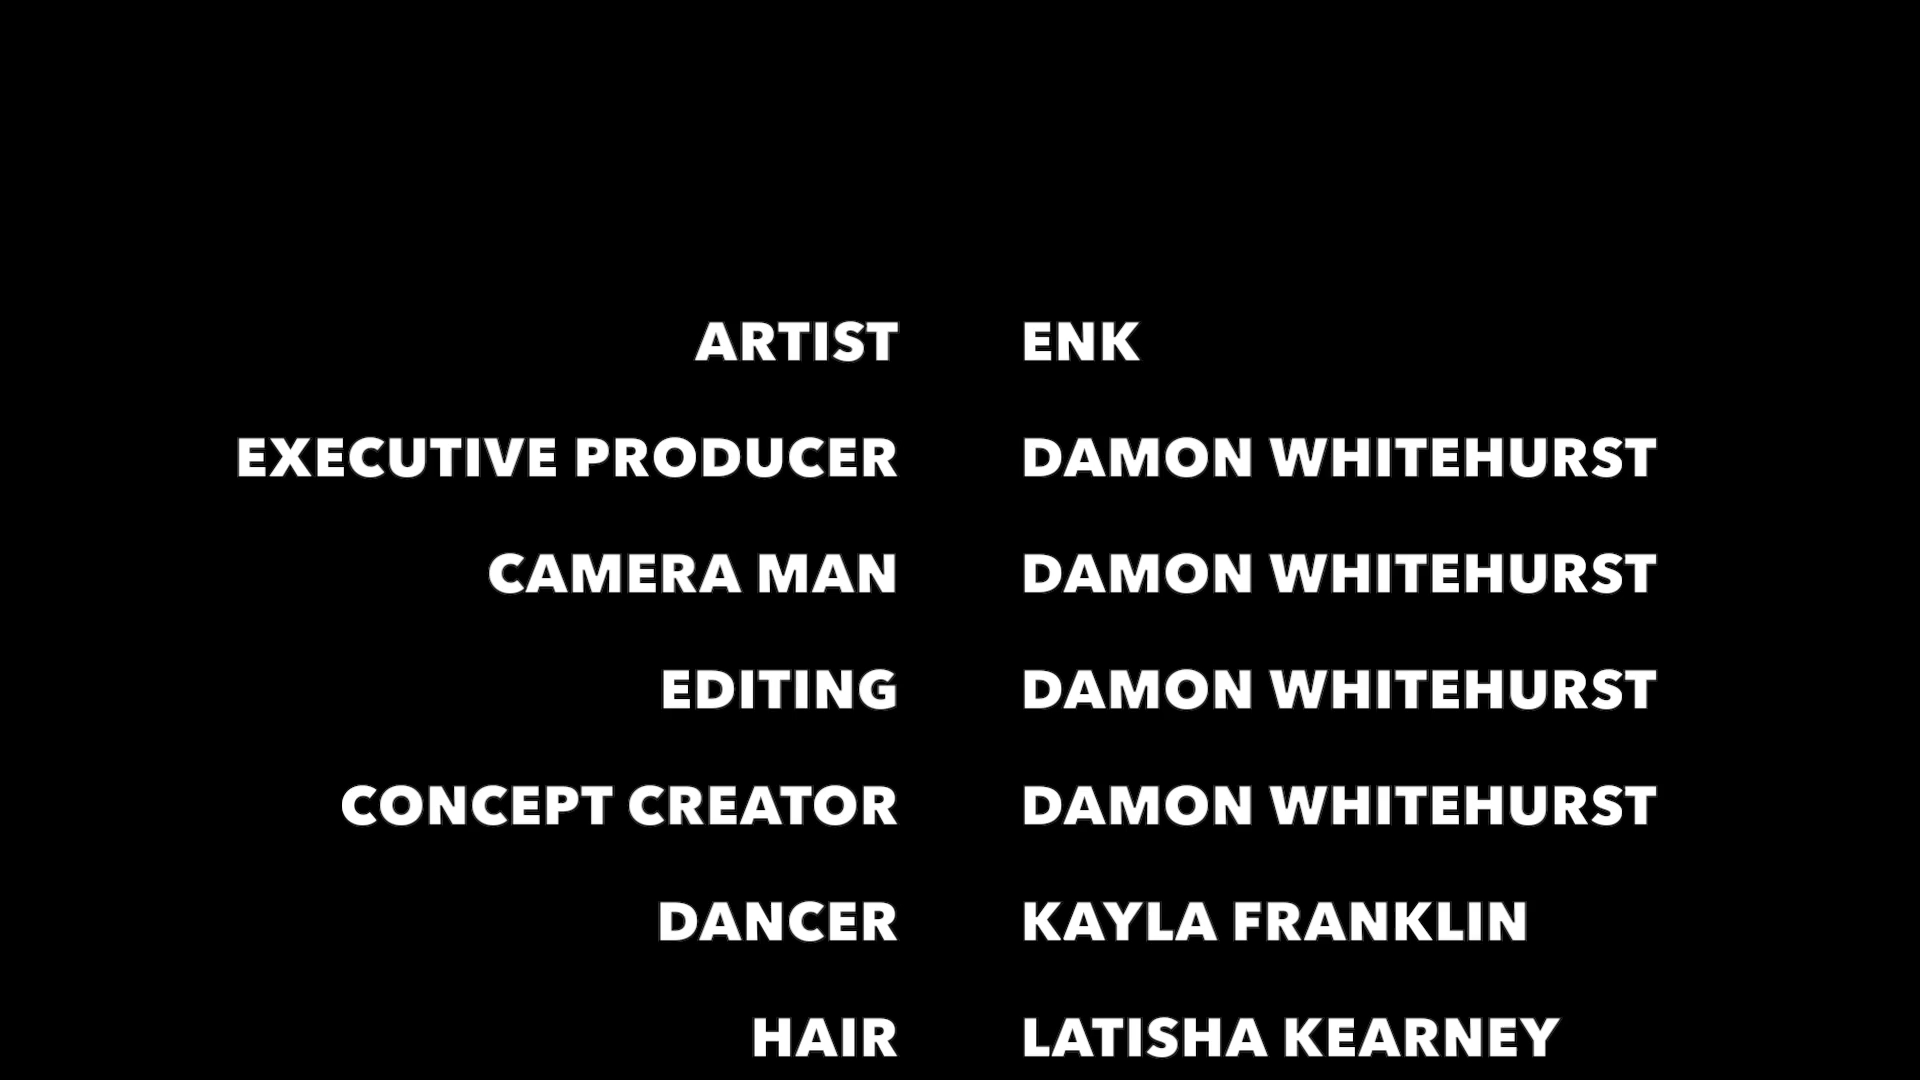 ARTIST ENK
EXECUTIVE PRODUCER DAMON WHITEHURST
CAMERA MAN DAMON WHITEHURST
EDITING DAMON WHITEHURST
CONCEPT CREATOR DAMON WHITEHURST
DANCER KAYLA FRANKLIN
HAIR LATISHA KEARNEY